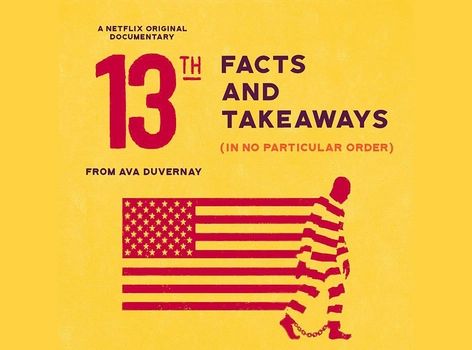 A NETFLIX ORIGINAL
DOCUMENTARY
13TH
FROM AVA DUVERNAY
FACTS
AND
TAKEAWAYS
(IN NO PARTICULAR ORDER)